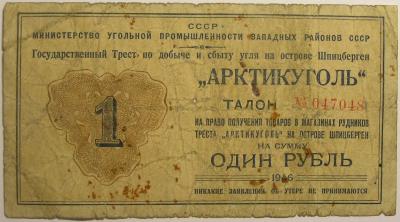 СССР
МИНИСТЕРСТВО УГОЛЬНОЙ ПРОМЫШЛЕННОСТИ ЗАПАДНЫХ РАЙОНОВ СССР
Государственный Трест по добыче и сбыту угля на острове Шпицберген
„АРКТИКУГОЛЬ“
ТАЛОН № 047048
НА ПРАВО ПОЛУЧЕНИЯ ТОВАРОВ В МАГАЗИНАХ РУДНИКОВ
ТРЕСТА „АРКТИКУГОЛЬ“ НА ОСТРОВЕ ШПИЦБЕРГЕН
НА СУММУ
1
ОДИН РУБЛЬ
1946
НИКАКИЕ ЗАЯВЛЕНИЯ ОБ УТЕРЕ НЕ ПРИНИМАЮТСЯ